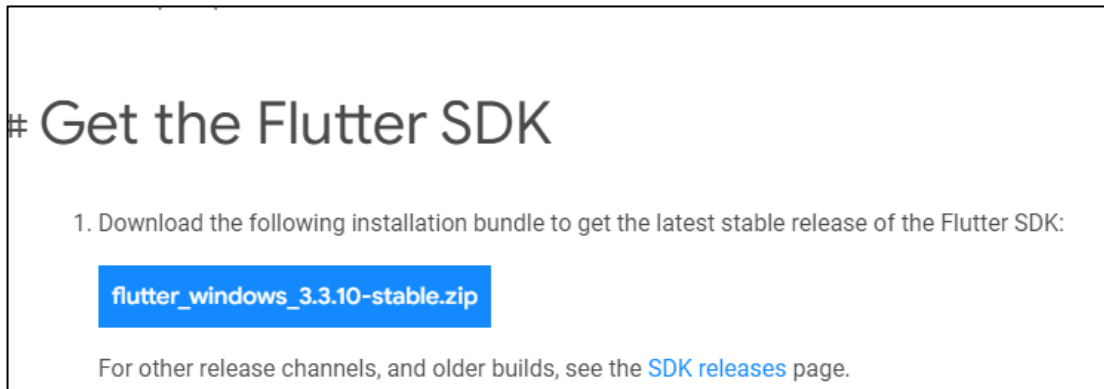 # Get the Flutter SDK
1. Download the following installation bundle to get the latest stable release of the Flutter SDK:
flutter_windows_3.3.10-stable.zip
For other release channels, and older builds, see the SDK releases page.